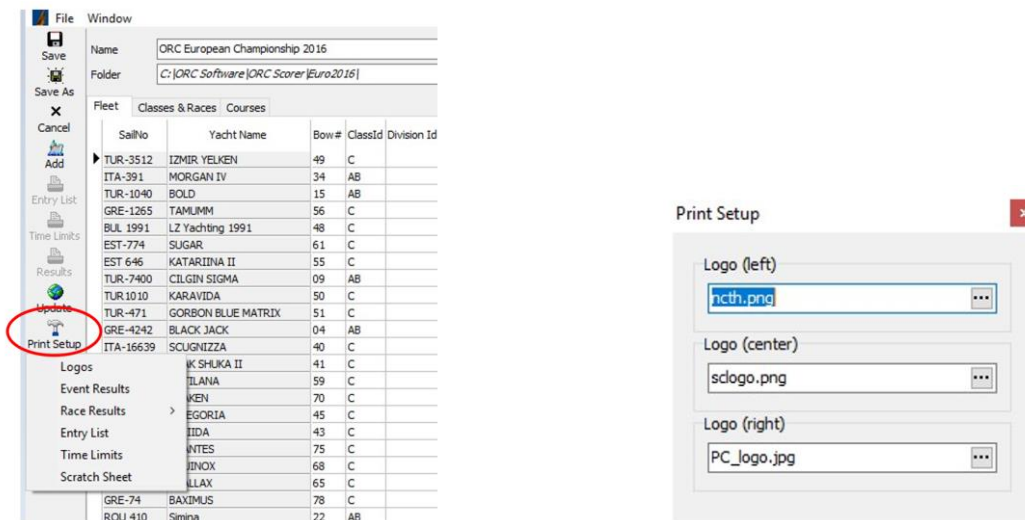 File Window
Save
Save As
Cancel
Add
Entry List
Time Limits
Results
Update
Print Setup
Name ORC European Championship 2016
Folder C:\ORC Software\ORC Scorer\Euro2016\
Fleet Classes & Races Courses
SailNo Yacht Name Bow# ClassId Division Id
TUR-3512 IZMIR YELKEN 49 C
ITA-391 MORGAN IV 34 AB
TUR-1040 BOLD 15 AB
GRE-1265 TAMUMM 56 C
BUL 1991 LZ Yachting 1991 48 C
EST-774 SUGAR 61 C
EST 646 KATARIINA II 55 C
TUR-7400 CILGIN SIGMA 09 AB
TUR1010 KARAVIDA 50 C
TUR-471 GORBON BLUE MATRIX 51 C
GRE-4242 BLACK JACK 04 AB
ITA-16639 SCUGNIZZA 40 C
SHUKA II 41 C
59 C
70 C
45 C
43 C
75 C
68 C
65 C
GRE-74 BAXIMUS 78 C
ROU 410 Simina 22 AB
Logos
Event Results
Race Results >
Entry List
Time Limits
Scratch Sheet
Print Setup x
Logo (left)
ncth.png ...
Logo (center)
sclogo.png ...
Logo (right)
PC_logo.jpg ...